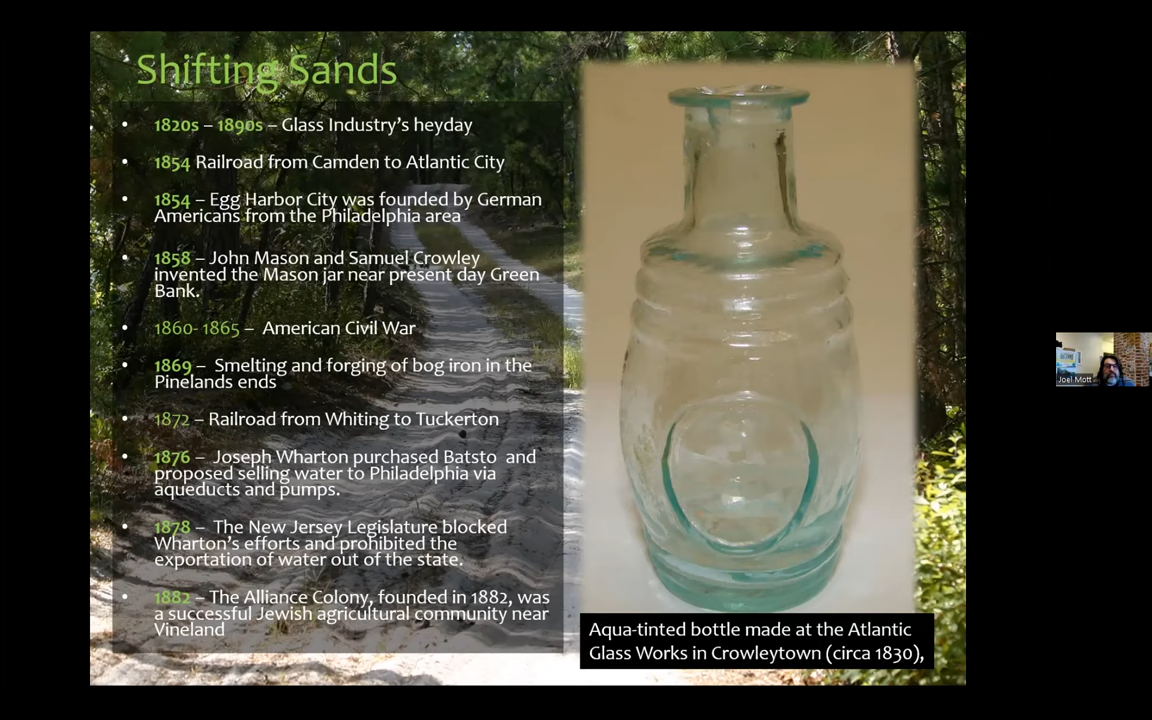 Shifting Sands
• 1820s – 1890s – Glass Industry's heyday
• 1854 Railroad from Camden to Atlantic City
• 1854 – Egg Harbor City was founded by German
Americans from the Philadelphia area
• 1858 – John Mason and Samuel Crowley
invented the Mason jar near present day Green
Bank.
• 1860- 1865 – American Civil War
• 1869 – Smelting and forging of bog iron in the
Pinelands ends
• 1872 – Railroad from Whiting to Tuckerton
• 1876 – Joseph Wharton purchased Batsto and
proposed selling water to Philadelphia via
aqueducts and pumps.
• 1878 – The New Jersey Legislature blocked
Wharton's efforts and prohibited the
exportation of water out of the state.
• 1882 – The Alliance Colony, founded in 1882, was
a successful Jewish agricultural community near
Vineland
Aqua-tinted bottle made at the Atlantic
Glass Works in Crowleytown (circa 1830),
Joel Mott